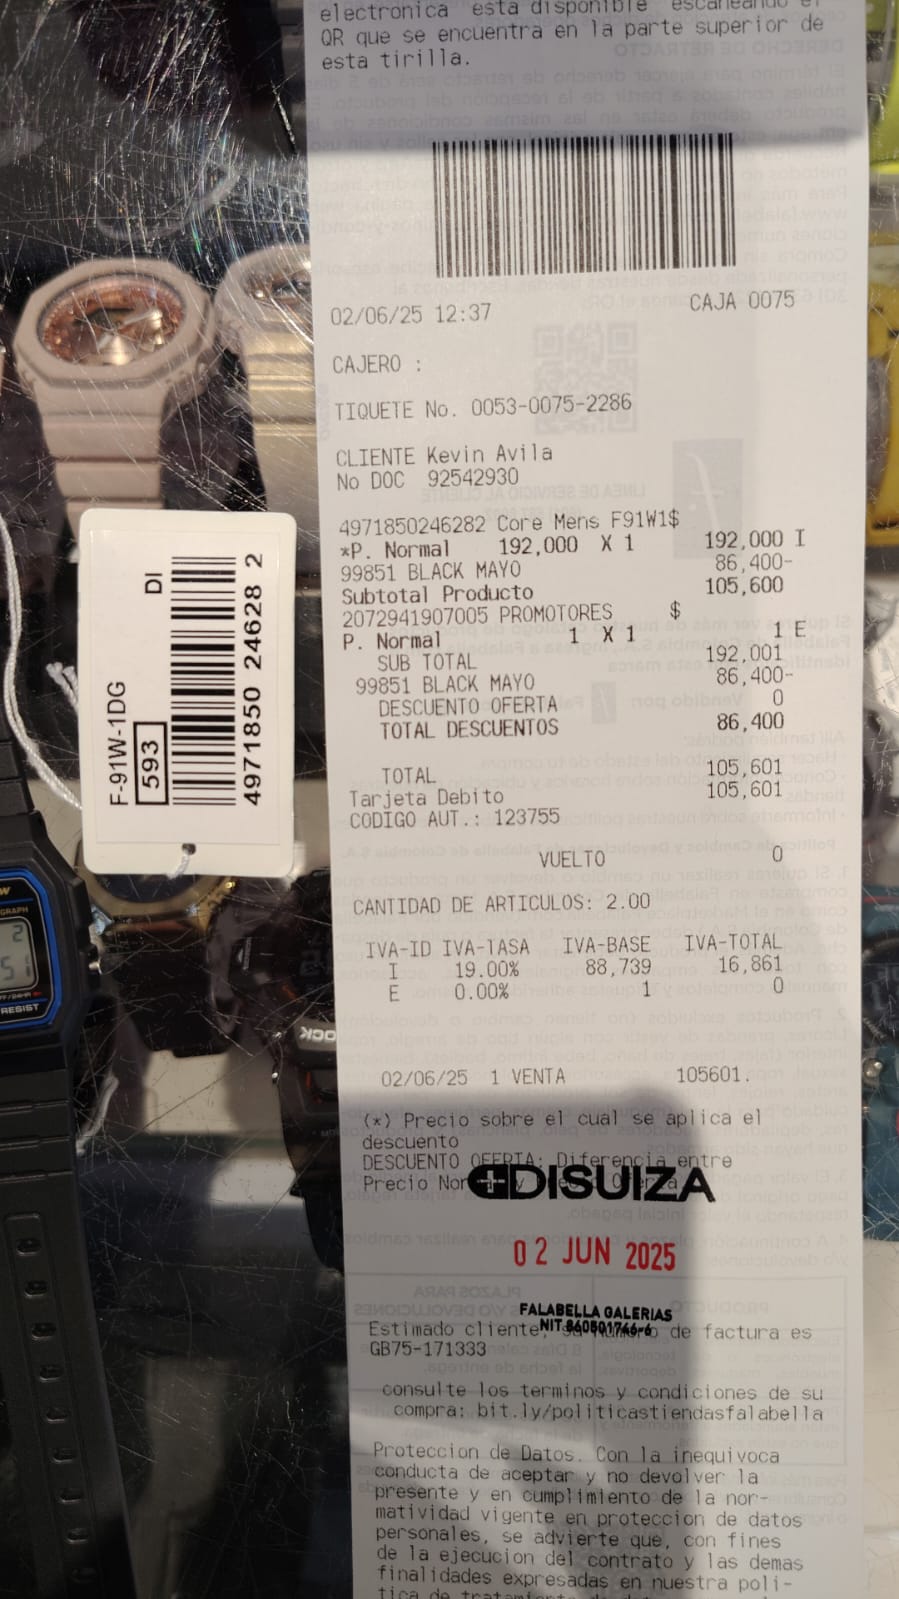 electronica esta disponible escaneando el
QR que se encuentra en la parte superior de
esta tirilla.
02/06/25 12:37 CAJA 0075
CAJERO :
TIQUETE No. 0053-0075-2286
CLIENTE Kevin Avila
No DOC 92542930
4971850246282 Core Mens F91W1$
*P. Normal 192,000 X 1 192,000 I
99851 BLACK MAYO 86,400-
Subtotal Producto 105,600
2072941907005 PROMOTORES $
P. Normal 1 X 1 1 E
SUB TOTAL 192,001
99851 BLACK MAYO 86,400-
DESCUENTO OFERTA 0
TOTAL DESCUENTOS 86,400
TOTAL 105,601
Tarjeta Debito 105,601
CODIGO AUT.: 123755
VUELTO 0
CANTIDAD DE ARTICULOS: 2.00
IVA-ID IVA-TASA IVA-BASE IVA-TOTAL
I 19.00% 88,739 16,861
E 0.00% 1 0
02/06/25 1 VENTA 105601.
(*) Precio sobre el cual se aplica el
descuento
DESCUENTO OFERTA: Diferencia entre
Precio Normal y Oferta
DISUIZA
02 JUN 2025
FALABELLA GALERIAS
NIT 860501746-6
Estimado cliente, su numero de factura es
GB75-171333
consulte los terminos y condiciones de su
compra: bit.ly/politicastiendasfalabella
Proteccion de Datos. Con la inequivoca
conducta de aceptar y no devolver la
presente y en cumplimiento de la nor-
matividad vigente en proteccion de datos
personales, se advierte que, con fines
de la ejecucion del contrato y las demas
finalidades expresadas en nuestra poli-
F-91W-1DG DI
593
4971850 24628 2
RESIST